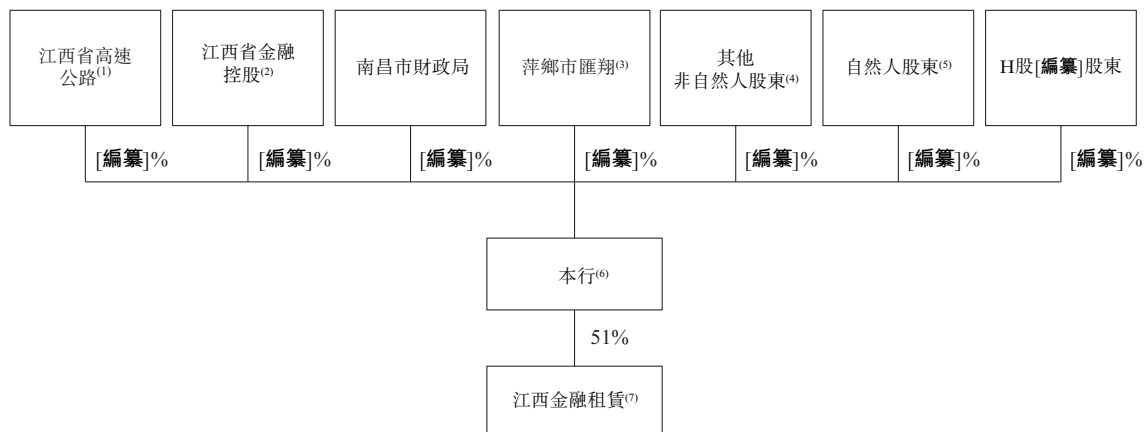 江西省高速
公路(1)
江西省金融
控股(2)
南昌市財政局
萍鄉市匯翔(3)
其他
非自然人股東(4)
自然人股東(5)
H股[編纂]股東
[編纂]%
[編纂]%
[編纂]%
[編纂]%
[編纂]%
[編纂]%
[編纂]%
本行(6)
51%
江西金融租賃(7)